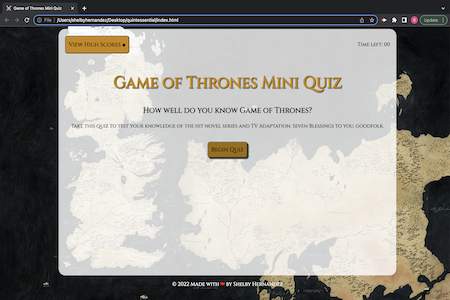 Game of Thrones Mini Quiz
File /Users/shelbyhernandez/Desktop/quintessential/index.html
Update
View High Scores
Time left: 00
Game of Thrones Mini Quiz
How well do you know Game of Thrones?
Take this quiz to test your knowledge of the hit novel series and TV Adaptation. Seven Blessings to you, goodfolk.
Begin Quiz
© 2022 Made with ❤ by Shelby Hernandez